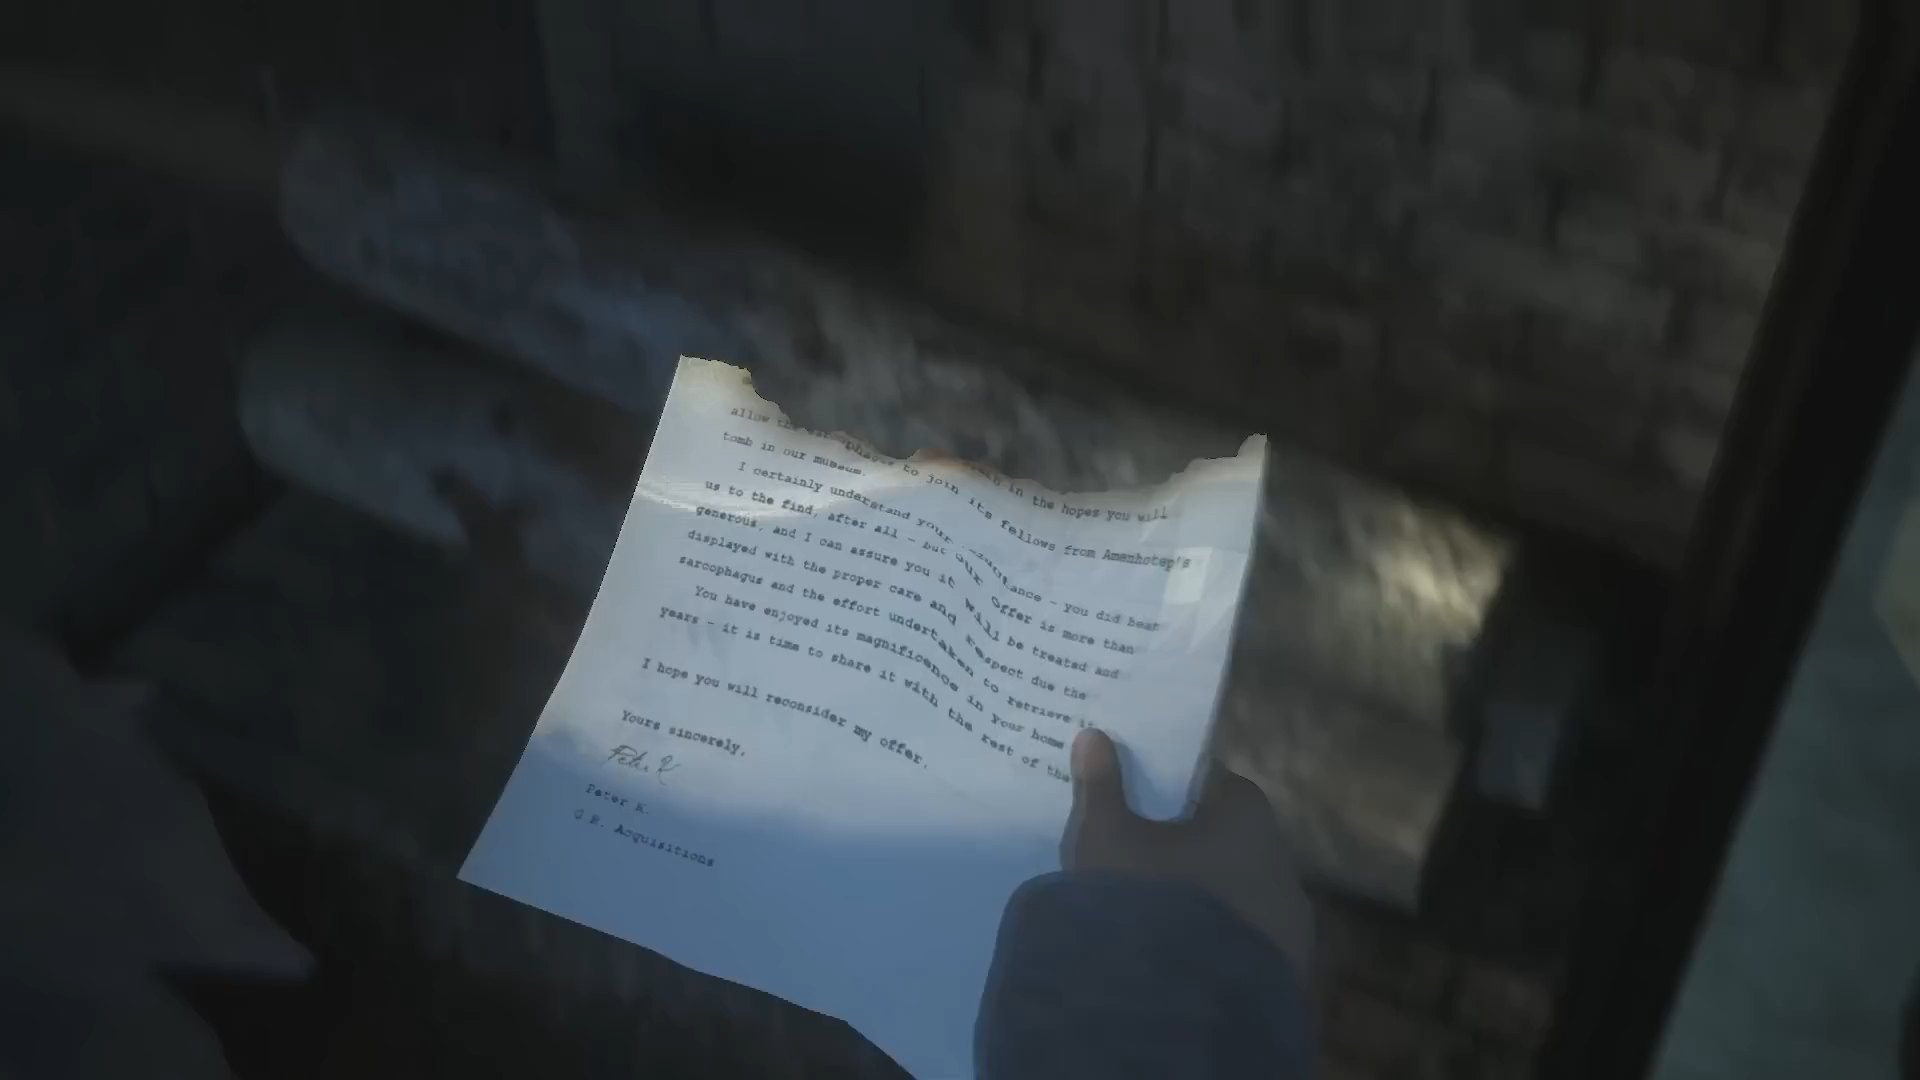 in the hopes you will
allow the sarcophagus to join its fellows from Amenhotep's
tomb in our museum.
I certainly understand your reluctance – you did beat
us to the find, after all – but our offer is more than
generous, and I can assure you it will be treated and
displayed with the proper care and respect due the
sarcophagus and the effort undertaken to retrieve it.
You have enjoyed its magnificence in your home
years – it is time to share it with the rest of the
I hope you will reconsider my offer.
Yours sincerely,
Peter K
Peter K.
Acquisitions